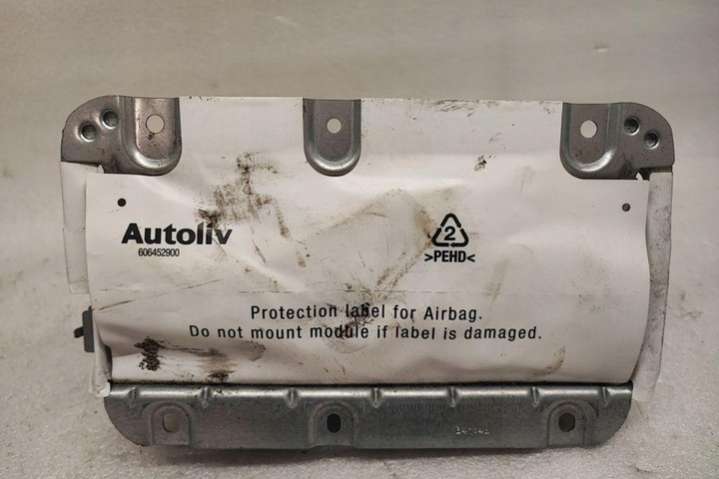 Autoliv
606452900
2
>PEHD<
Protection label for Airbag.
Do not mount module if label is damaged.